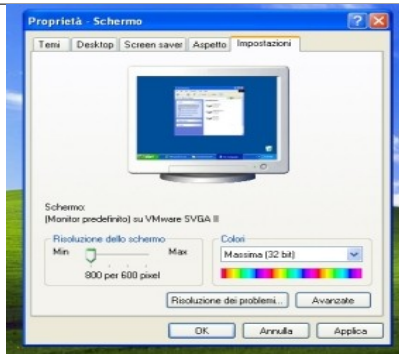 Proprietà - Schermo
Temi Desktop Screen saver Aspetto Impostazioni
Schermo:
(Monitor predefinito) su VMware SVGA II
Risoluzione dello schermo
Min Max
800 per 600 pixel
Colori
Massima (32 bit)
Risoluzione dei problemi... Avanzate
OK Annulla Applica